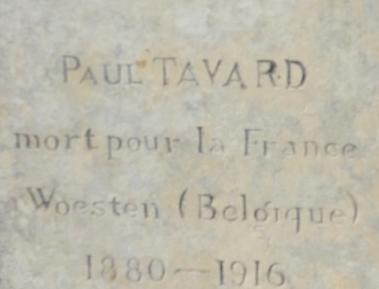 PAUL TAVARD
mort pour la France
Woesten (Belgique)
1880 — 1916